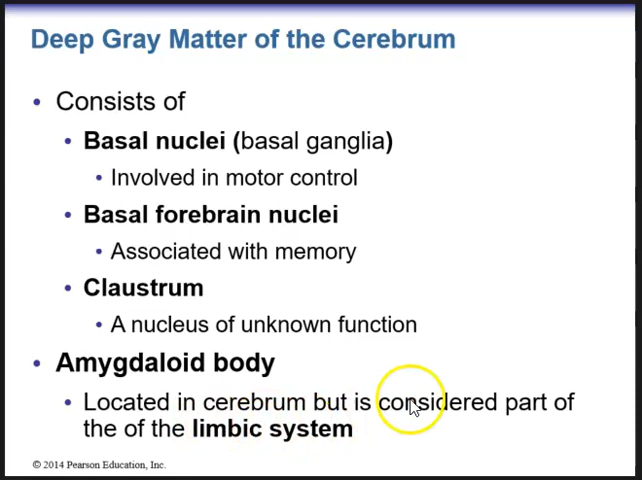 Deep Gray Matter of the Cerebrum
• Consists of
• Basal nuclei (basal ganglia)
• Involved in motor control
• Basal forebrain nuclei
• Associated with memory
• Claustrum
• A nucleus of unknown function
• Amygdaloid body
• Located in cerebrum but is considered part of
the of the limbic system
© 2014 Pearson Education, Inc.